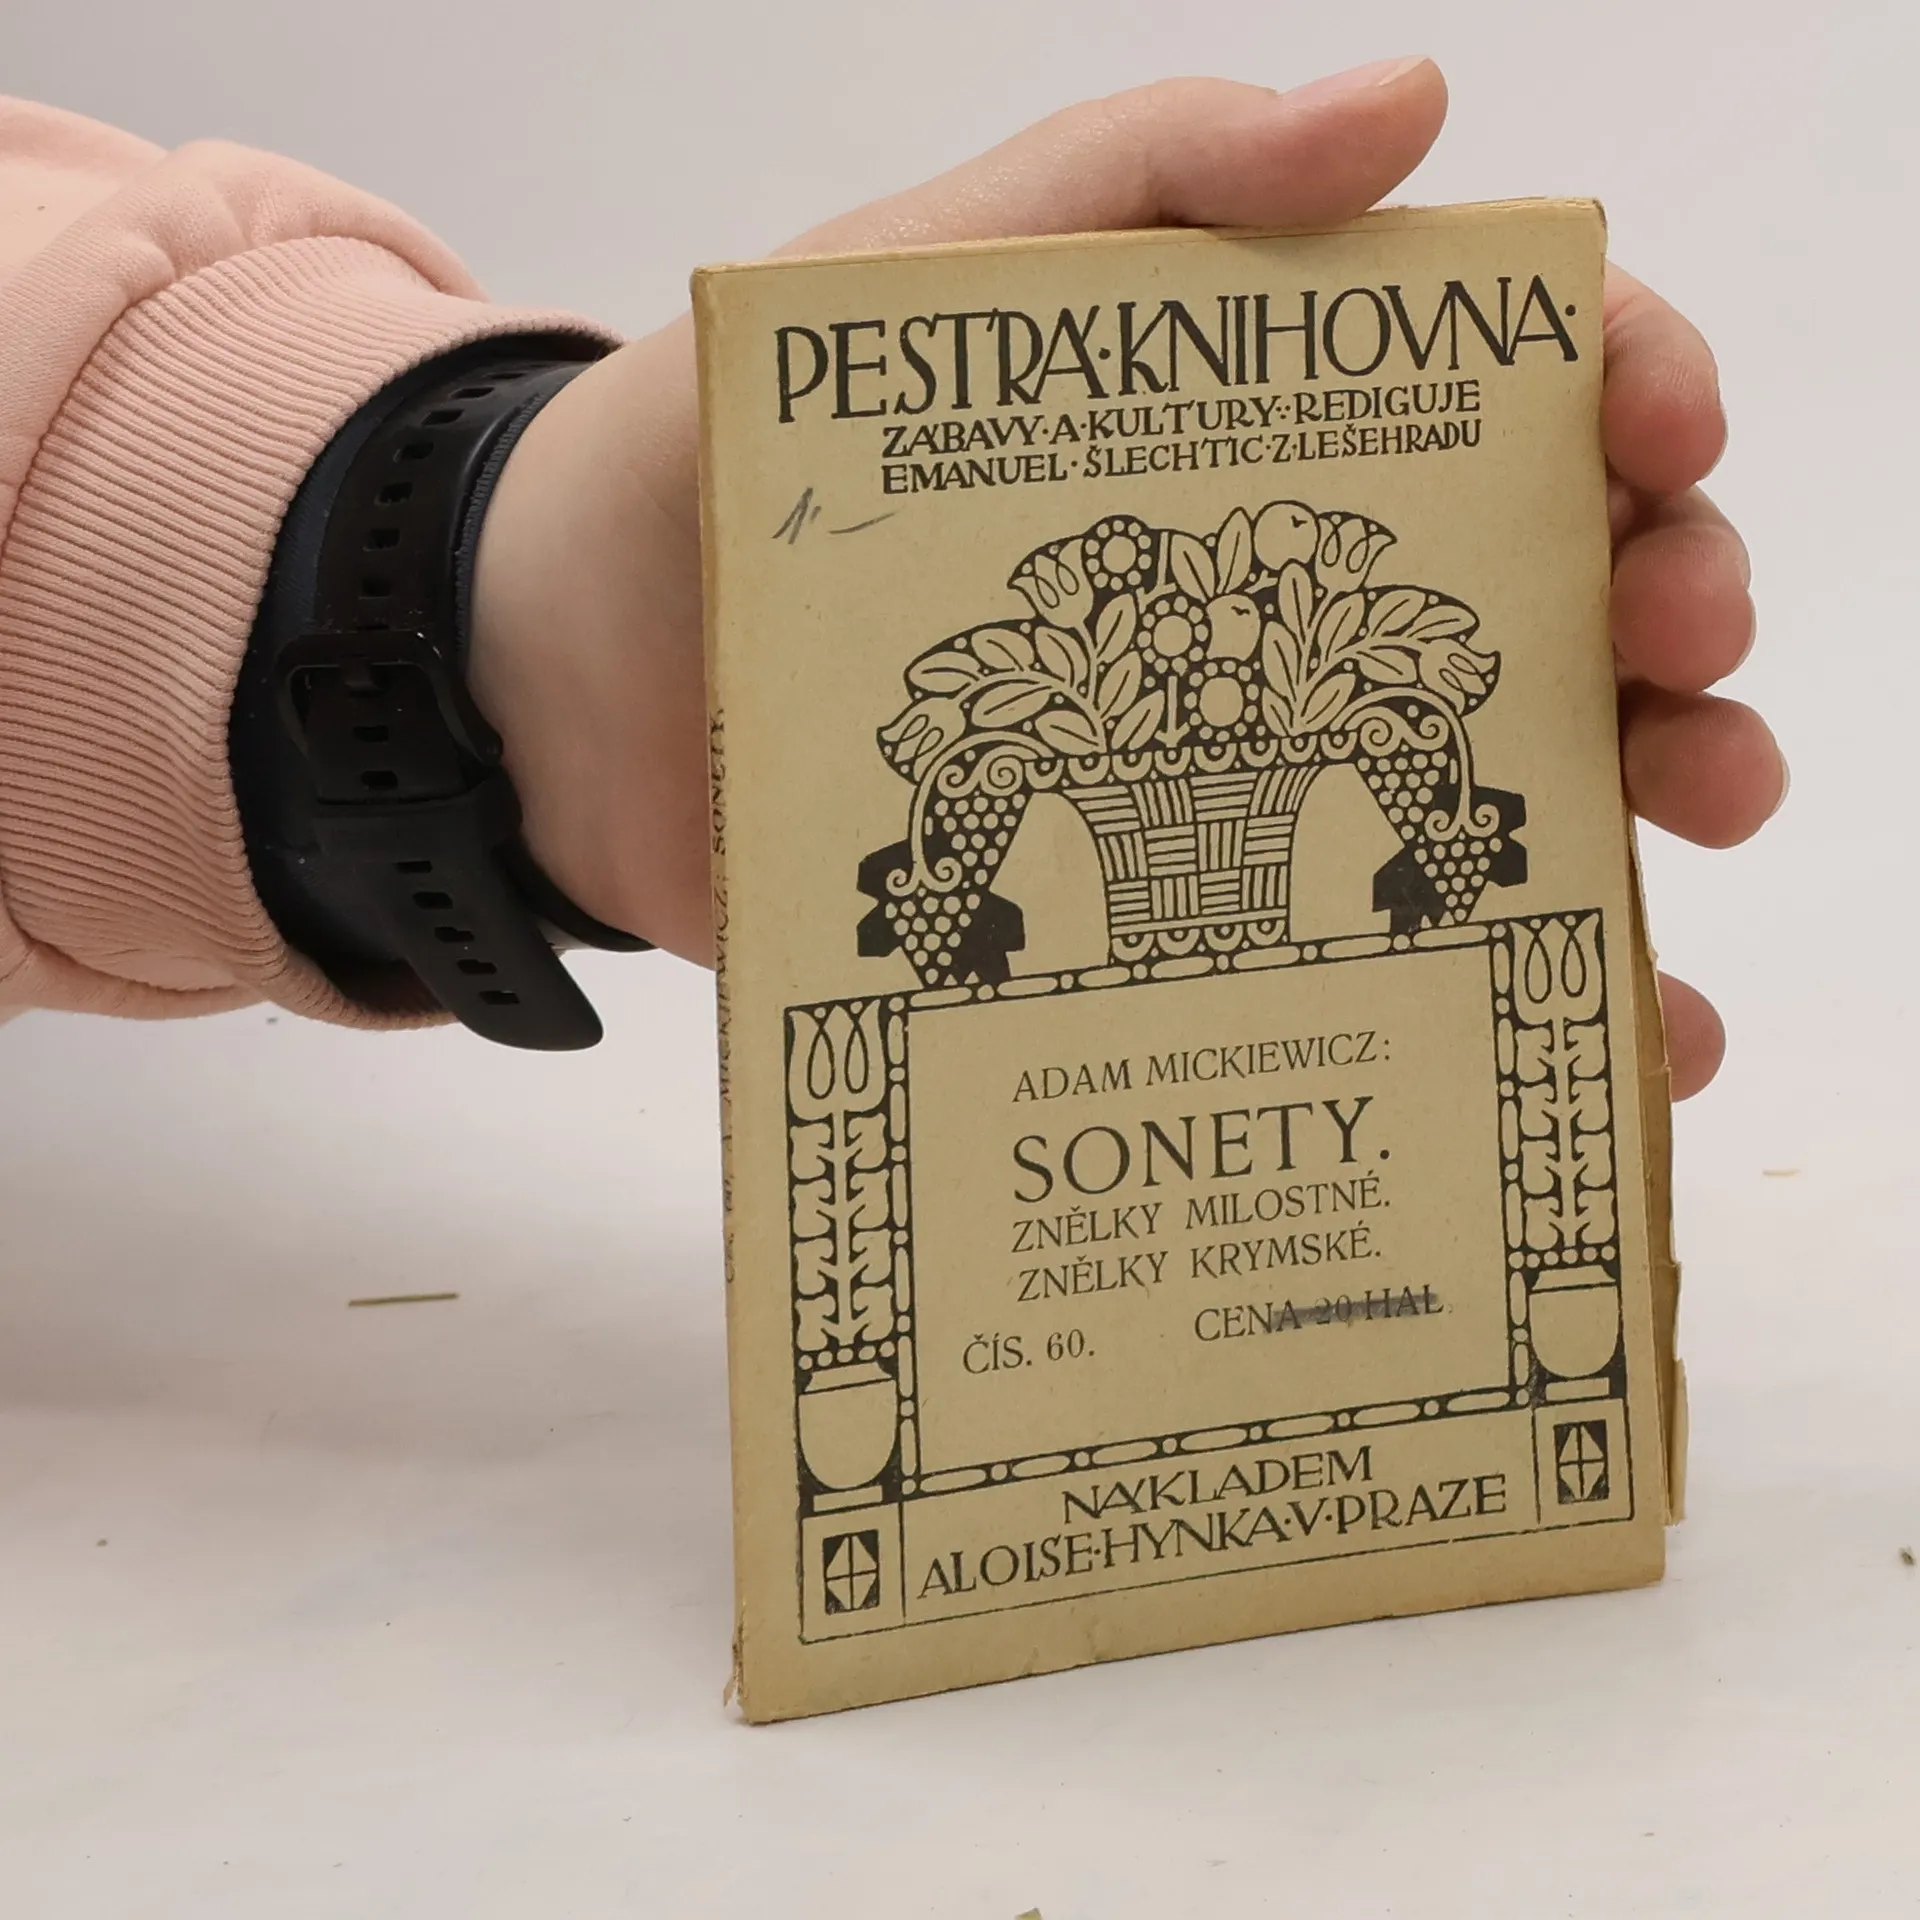 PESTRÁ·KNIHOVNA·
ZÁBAVY·A·KULTURY:·REDIGUJE
EMANUEL·ŠLECHTIC·Z·LEŠEHRADU
1·—
ADAM MICKIEWICZ:
SONETY.
ZNĚLKY MILOSTNÉ.
ZNĚLKY KRYMSKÉ.
ČÍS. 60.
CENA 20 HAL.
NÁKLADEM
ALOISE·HYNKA·V·PRAZE
60. A. MICKIEWICZ: SONETY